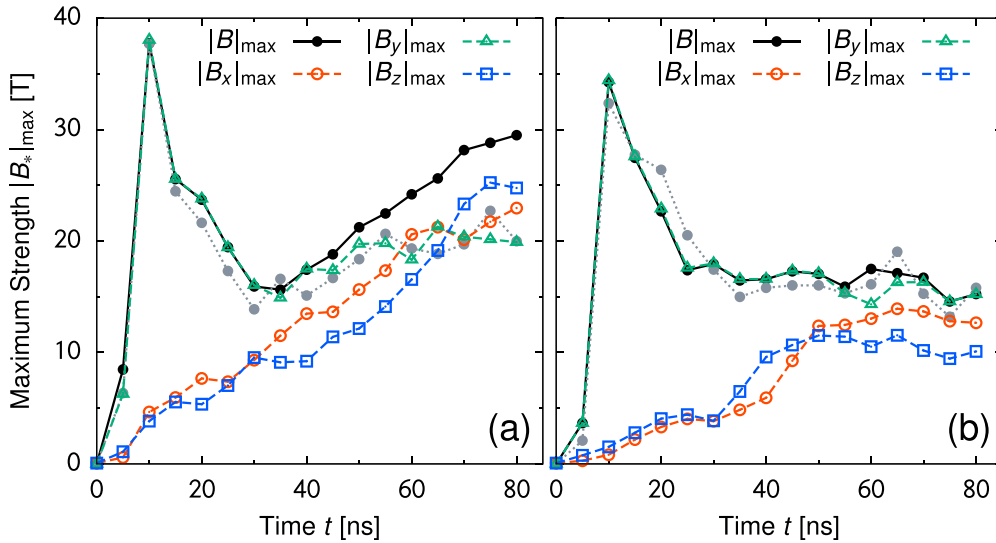 Maximum Strength |B*|max [T]
40
30
20
10
0
|B|max |By|max
|Bx|max |Bz|max
(a)
0 20 40 60 80
Time t [ns]
|B|max |By|max
|Bx|max |Bz|max
(b)
0 20 40 60 80
Time t [ns]